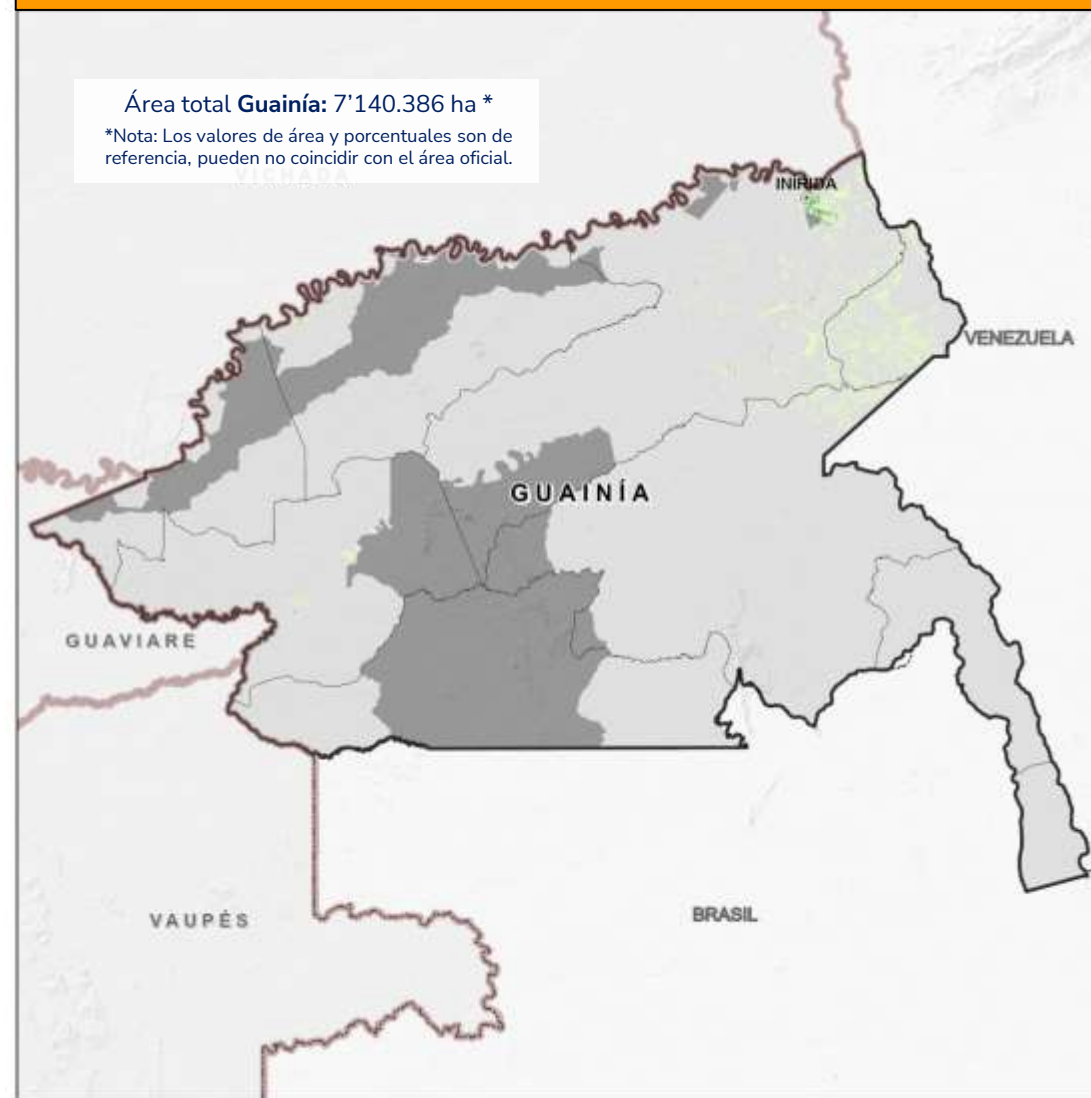 Área total Guainía: 7’140.386 ha *
*Nota: Los valores de área y porcentuales son de
referencia, pueden no coincidir con el área oficial.
VICHADA
INÍRIDA
VENEZUELA
GUAINÍA
GUAVIARE
VAUPÉS
BRASIL